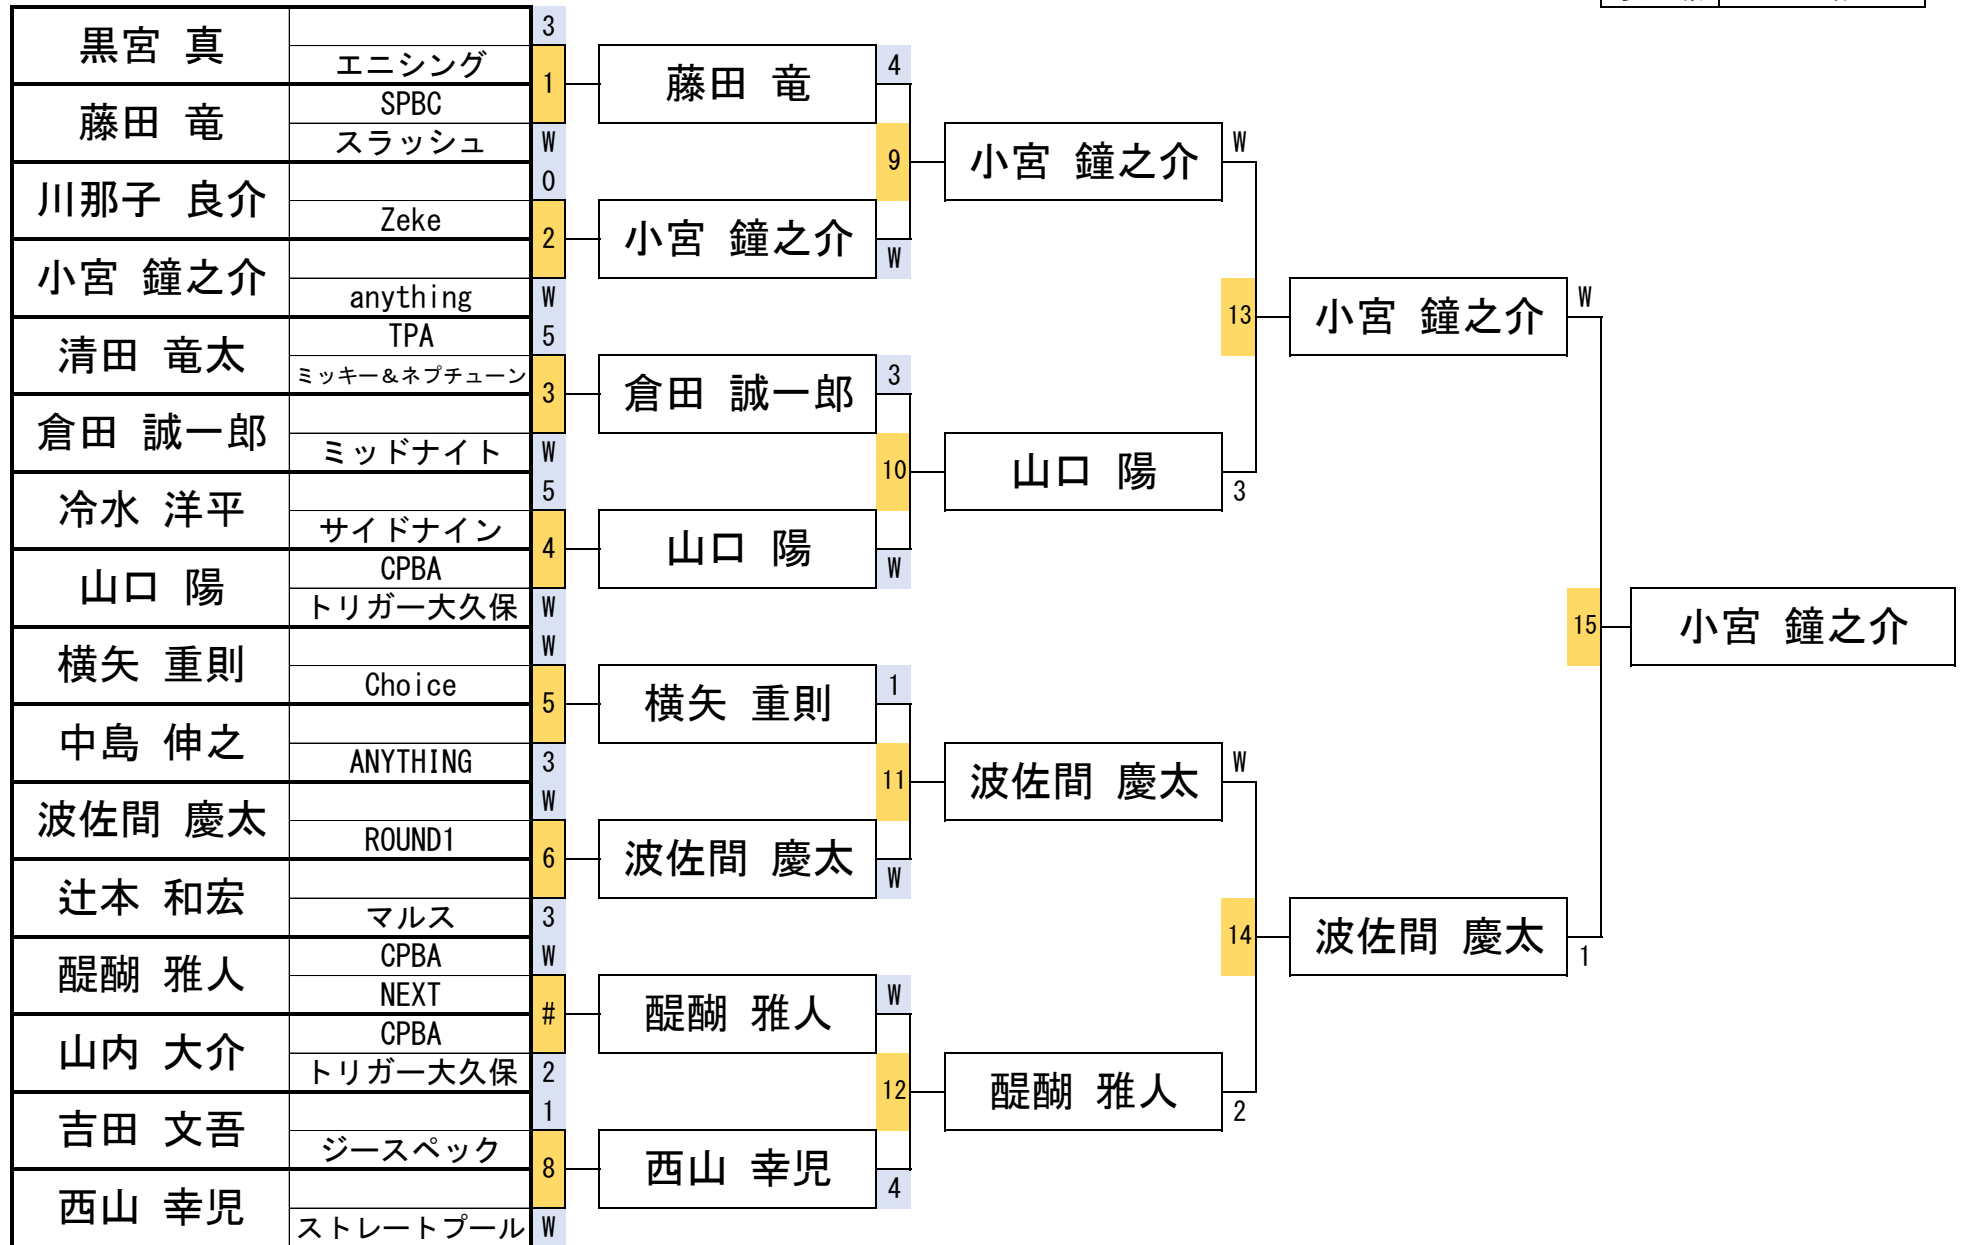 黒宮 真
3
エニシング
1
藤田 竜
SPBC
スラッシュ
W
川那子 良介
0
Zeke
2
小宮 鐘之介
anything
W
清田 竜太
TPA
5
ミッキー&ネプチューン
3
倉田 誠一郎
ミッドナイト
W
冷水 洋平
5
サイドナイン
4
山口 陽
CPBA
トリガー大久保
W
横矢 重則
W
Choice
5
中島 伸之
ANYTHING
3
波佐間 慶太
W
ROUND1
6
辻本 和宏
マルス
3
醍醐 雅人
CPBA
W
NEXT
#
山内 大介
CPBA
トリガー大久保
2
吉田 文吾
1
ジースペック
8
西山 幸児
ストレートプール
W
藤田 竜
4
9
小宮 鐘之介
W
倉田 誠一郎
3
10
山口 陽
W
横矢 重則
1
11
波佐間 慶太
W
醍醐 雅人
W
12
西山 幸児
4
小宮 鐘之介
W
13
山口 陽
3
波佐間 慶太
W
14
醍醐 雅人
2
小宮 鐘之介
W
15
波佐間 慶太
1
小宮 鐘之介